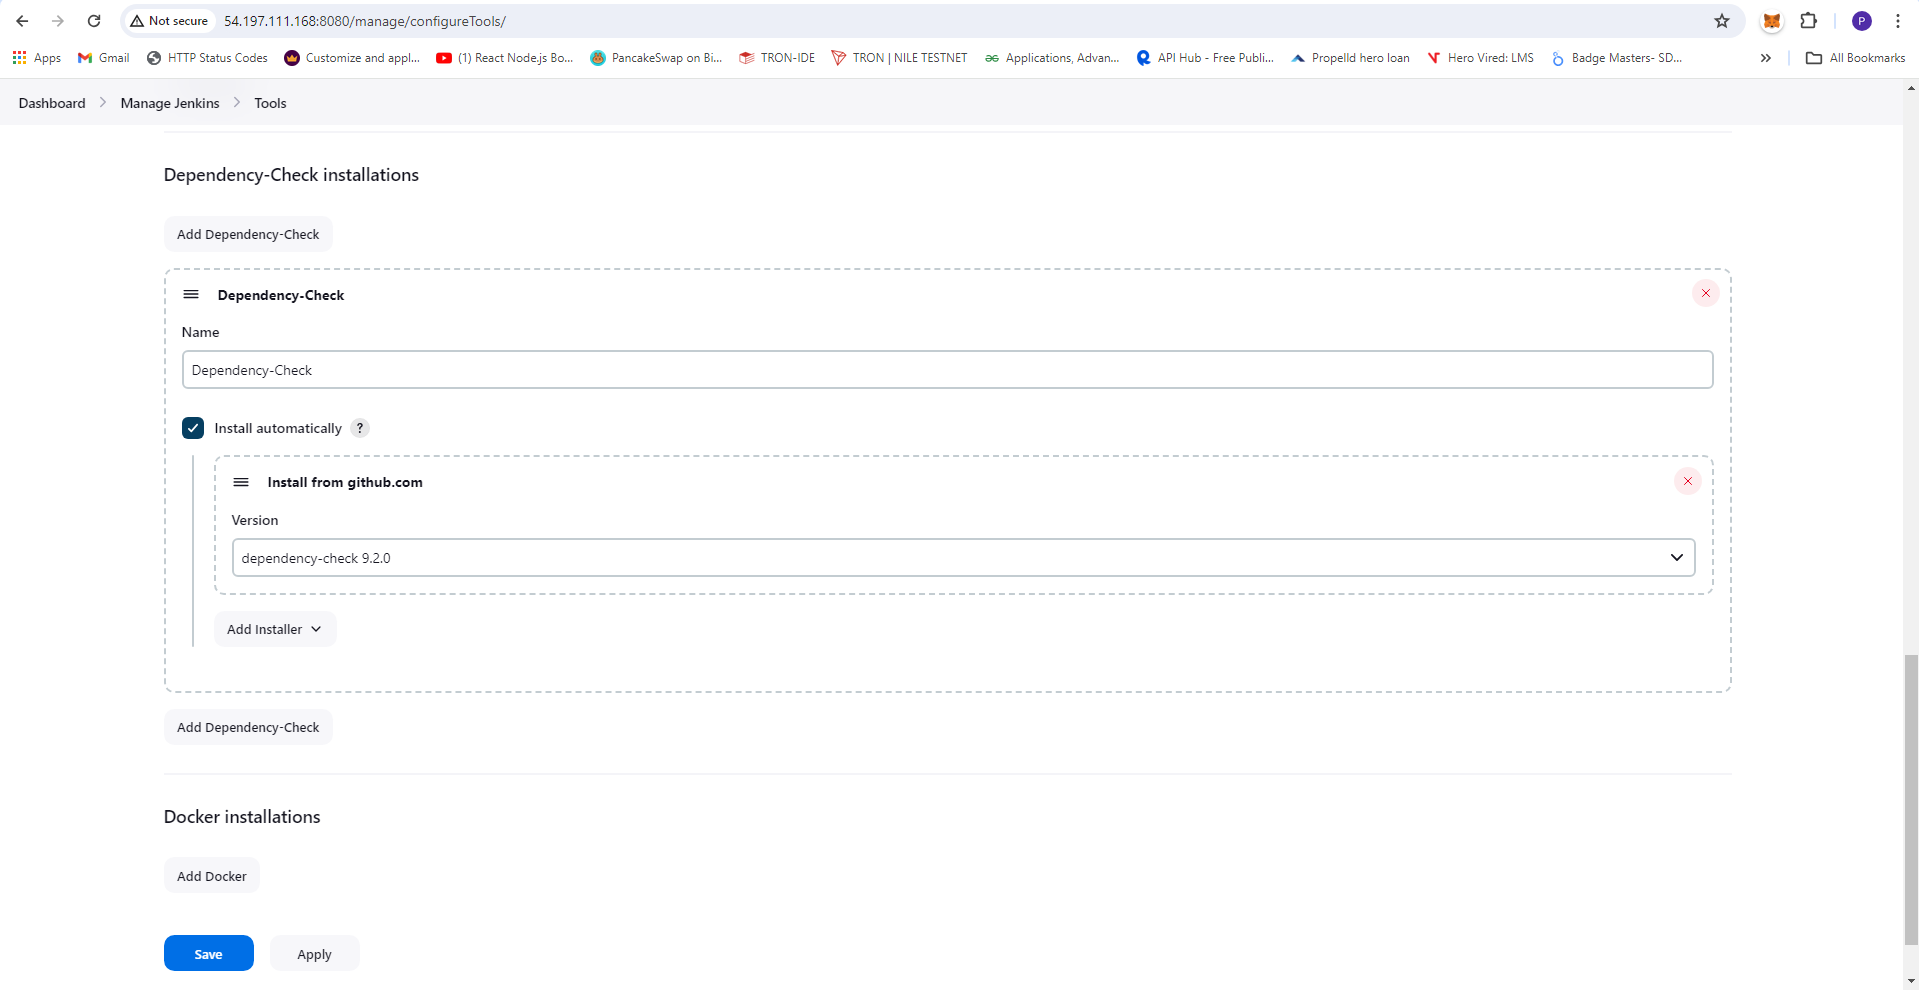 Not secure 54.197.111.168:8080/manage/configureTools/ P
Apps Gmail HTTP Status Codes Customize and appl... (1) React Node.js Bo... PancakeSwap on Bi... TRON-IDE TRON | NILE TESTNET Applications, Advan... API Hub - Free Publi... Propelld hero loan Hero Vired: LMS Badge Masters- SD... » All Bookmarks
Dashboard > Manage Jenkins > Tools
Dependency-Check installations
Add Dependency-Check
Dependency-Check
Name
Dependency-Check
Install automatically ?
Install from github.com
Version
dependency-check 9.2.0
Add Installer
Add Dependency-Check
Docker installations
Add Docker
Save Apply